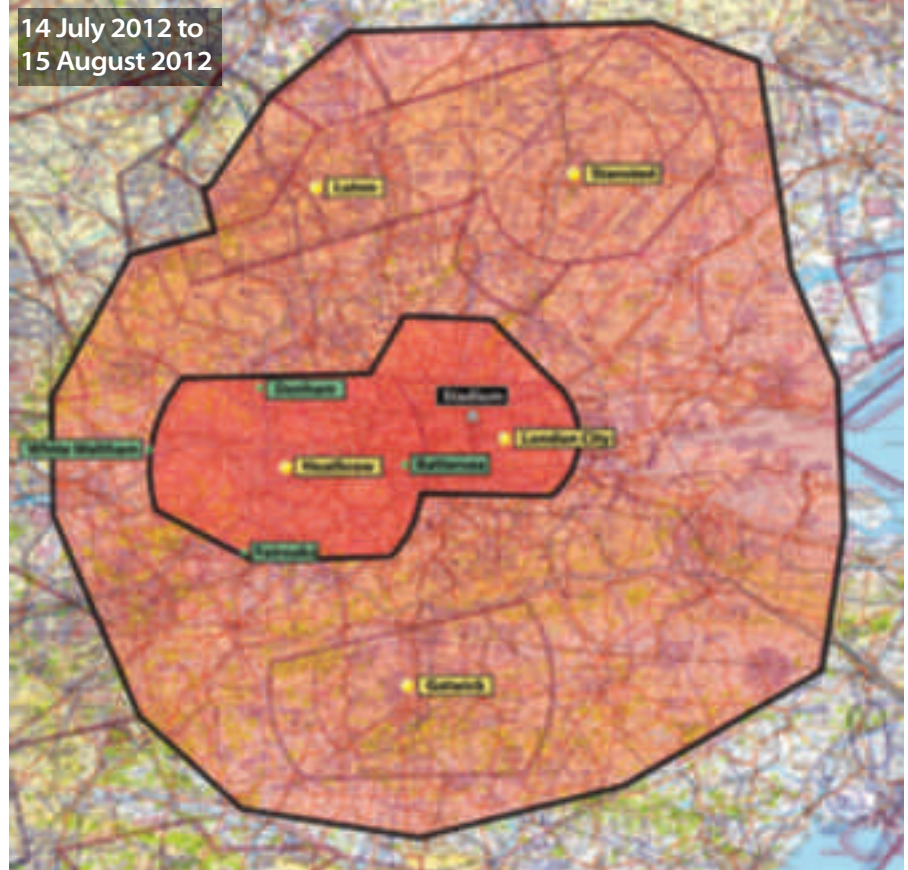 14 July 2012 to
15 August 2012
Luton
Stansted
Denham
Stadium
London City
White Waltham
Heathrow
Battersea
Fairoaks
Gatwick